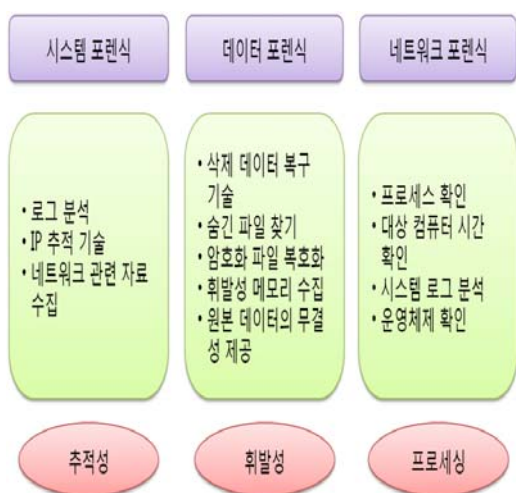 시스템 포렌식
데이터 포렌식
네트워크 포렌식
• 로그 분석
• IP 추적 기술
• 네트워크 관련 자료
수집
• 삭제 데이터 복구
기술
• 숨긴 파일 찾기
• 암호화 파일 복호화
• 휘발성 메모리 수집
• 원본 데이터의 무결
성 제공
• 프로세스 확인
• 대상 컴퓨터 시간
확인
• 시스템 로그 분석
• 운영체제 확인
추적성
휘발성
프로세싱